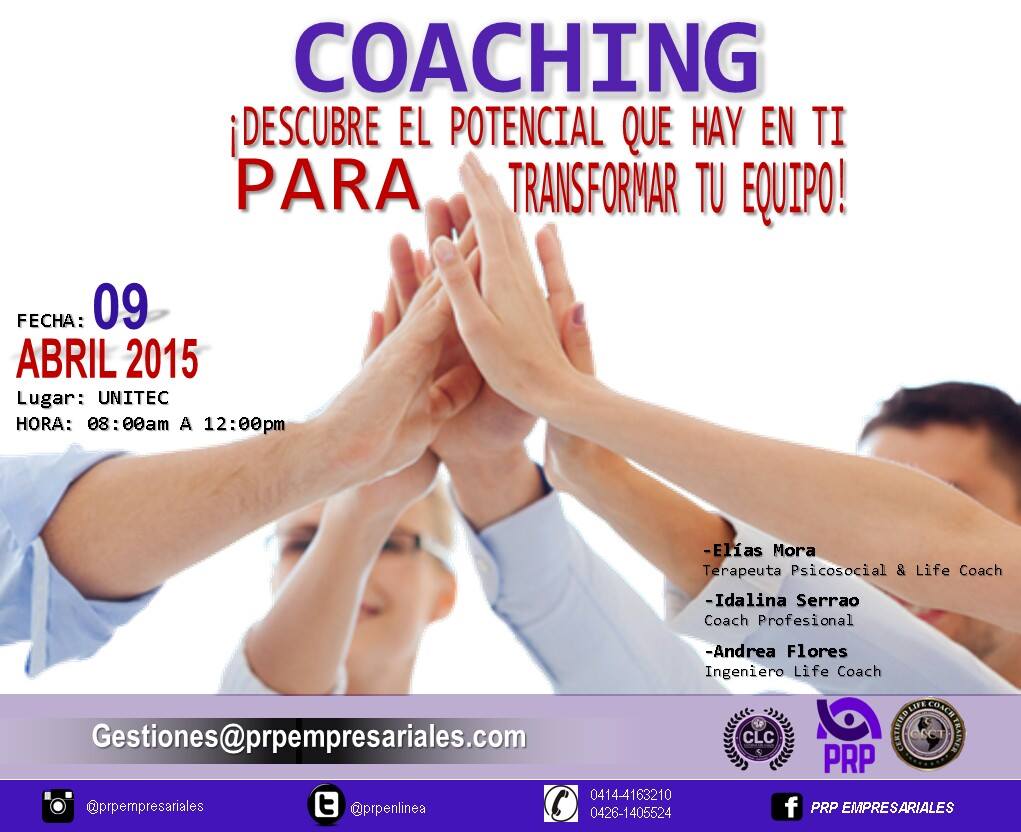 COACHING
¡DESCUBRE EL POTENCIAL QUE HAY EN TI
PARA TRANSFORMAR TU EQUIPO!
FECHA: 09
ABRIL 2015
Lugar: UNITEC
HORA: 08:00am A 12:00pm
-Elías Mora
Terapeuta Psicosocial & Life Coach
-Idalina Serrao
Coach Profesional
-Andrea Flores
Ingeniero Life Coach
Gestiones@prpempresariales.com
CLC
PRP
CERTIFIED LIFE COACH TRAINER
CLCT
@prpempresariales
@prpenlinea
0414-4163210
0426-1405524
PRP EMPRESARIALES